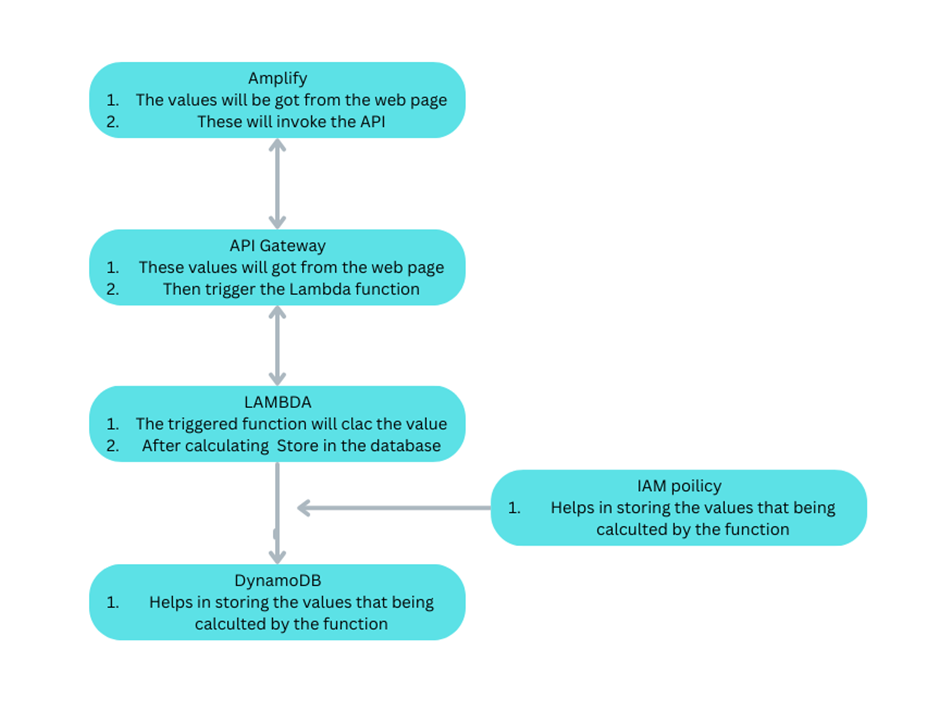 Amplify
1. The values will be got from the web page
2. These will invoke the API
API Gateway
1. These values will got from the web page
2. Then trigger the Lambda function
LAMBDA
1. The triggered function will clac the value
2. After calculating  Store in the database
IAM poilicy
1. Helps in storing the values that being
calculted by the function
DynamoDB
1. Helps in storing the values that being
calculted by the function